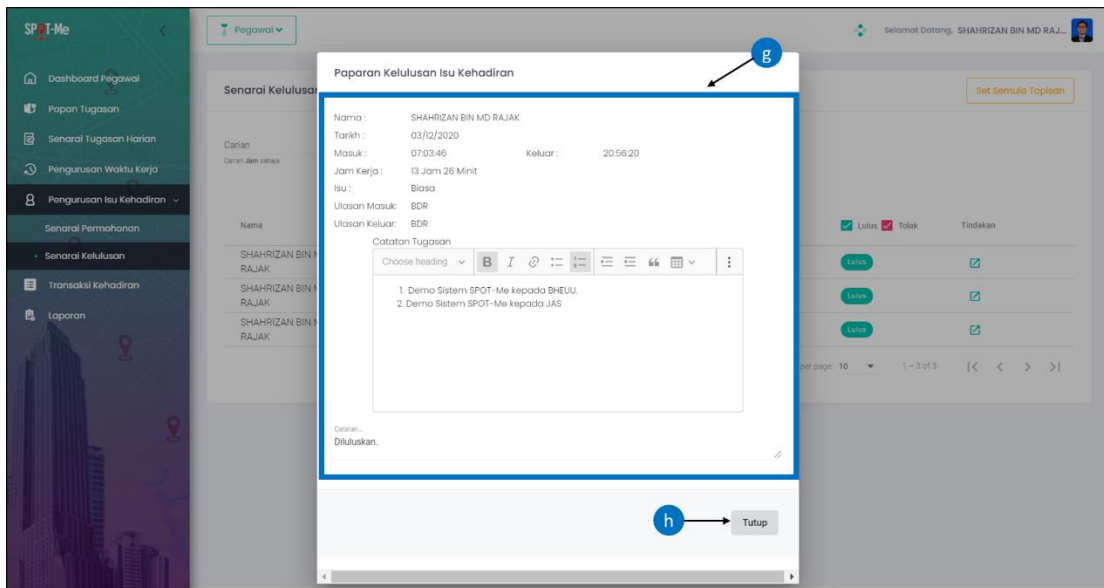 SPOT-Me
Pegawai
Selamat Datang, SHAHRIZAN BIN MD RAJ...
Dashboard Pegawai
Papan Tugasan
Senarai Tugasan Harian
Pengurusan Waktu Kerja
Pengurusan Isu Kehadiran
Senarai Permohonan
Senarai Kelulusan
Transaksi Kehadiran
Laporan
Senarai Kelulusan
Set Semula Tapisan
Carian
Carian Jam sahaja
Name
Lulus Tolak Tindakan
SHAHRIZAN BIN M
RAJAK
Lulus
SHAHRIZAN BIN M
RAJAK
Lulus
SHAHRIZAN BIN M
RAJAK
Lulus
per page: 10 1 – 3 of 3
g
Paparan Kelulusan Isu Kehadiran
Nama : SHAHRIZAN BIN MD RAJAK
Tarikh : 03/12/2020
Masuk : 07:03:46 Keluar : 20:56:20
Jam Kerja : 13 Jam 26 Minit
Isu : Biasa
Ulasan Masuk: BDR
Ulasan Keluar: BDR
Catatan Tugasan
Choose heading B I
1. Demo Sistem SPOT-Me kepada BHEUU.
2. Demo Sistem SPOT-Me kepada JAS
Catatan...
Diluluskan.
h
Tutup